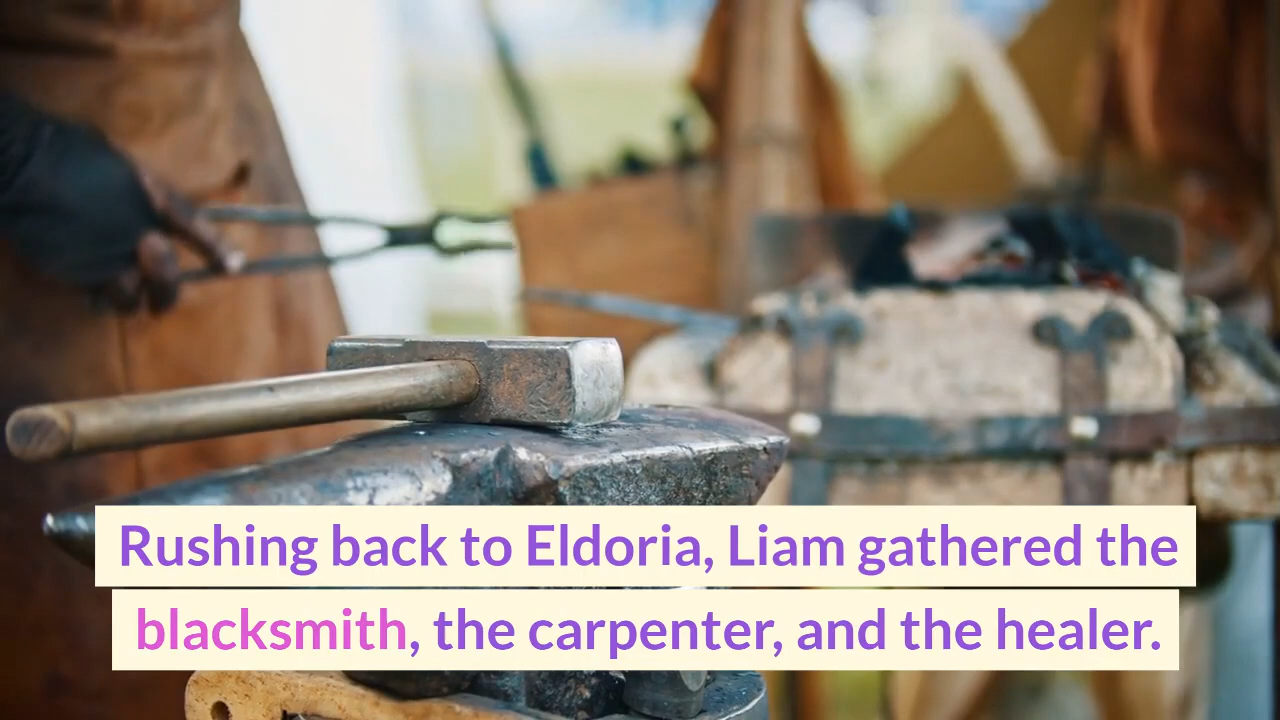 Rushing back to Eldoria, Liam gathered the
blacksmith, the carpenter, and the healer.